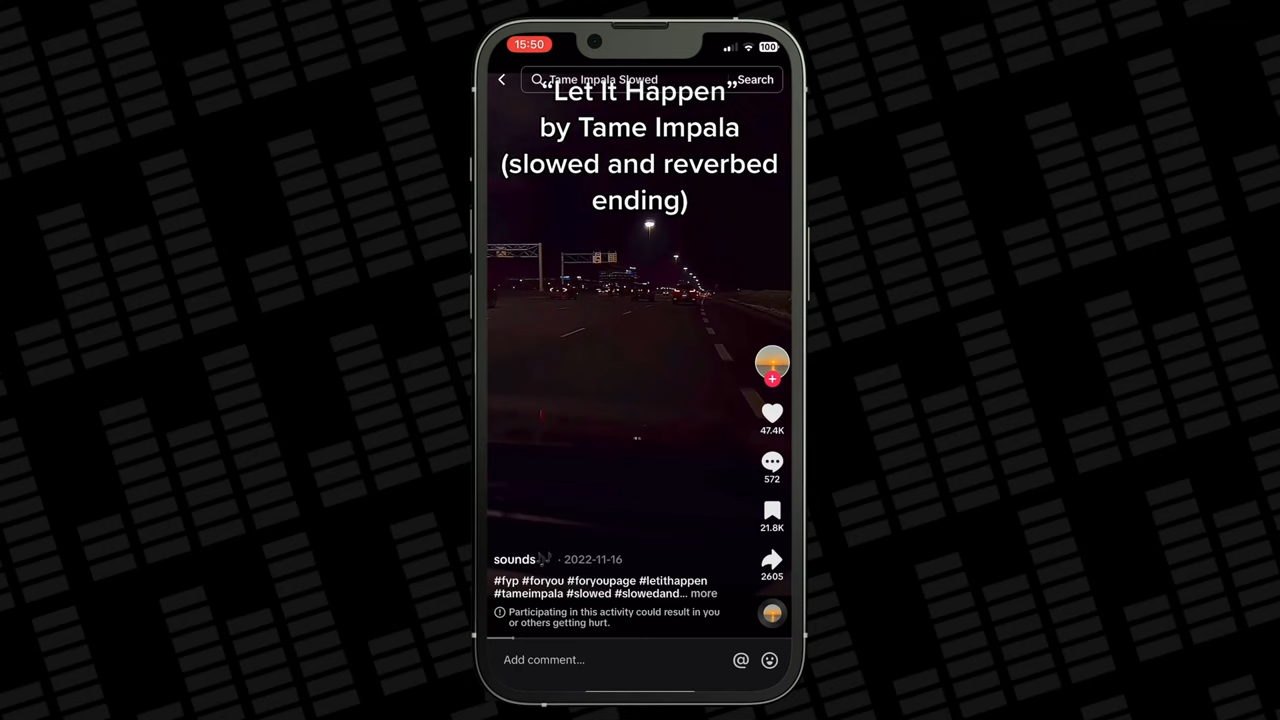 15:50
100
Tame Impala Slowed
Search
“Let It Happen”
by Tame Impala
(slowed and reverbed
ending)
47.4K
572
21.8K
2605
sounds🎶 · 2022-11-16
#fyp #foryou #foryoupage #letithappen
#tameimpala #slowed #slowedand... more
Participating in this activity could result in you
or others getting hurt.
Add comment...
@